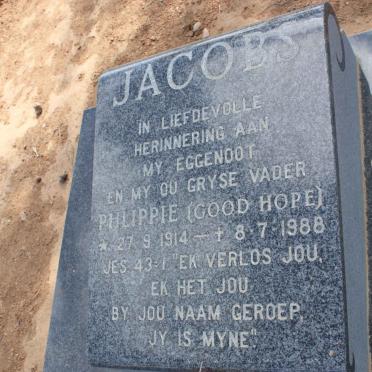 JACOBS
IN LIEFDEVOLLE
HERINNERING AAN
MY EGGENOOT
EN MY OU GRYSE VADER
PHLIPPIE (GOOD HOPE)
* 27·9·1914 – † 8·7·1988
JES 43:1 "EK VERLOS JOU,
EK HET JOU
BY JOU NAAM GEROEP,
JY IS MYNE".